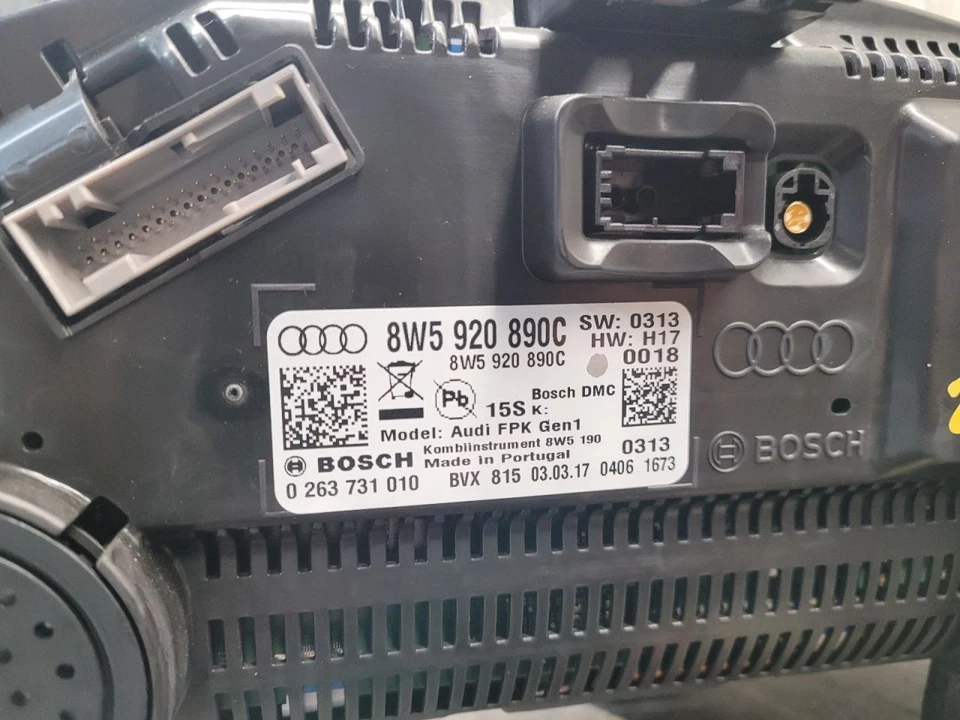 8W5 920 890C SW: 0313
HW: H17
8W5 920 890C 0018
Pb
Bosch DMC
15S K:
Model: Audi FPK Gen1
Kombiinstrument 8W5 190 0313
BOSCH Made in Portugal
0 263 731 010 BVX 815 03.03.17 0406 1673
BOSCH